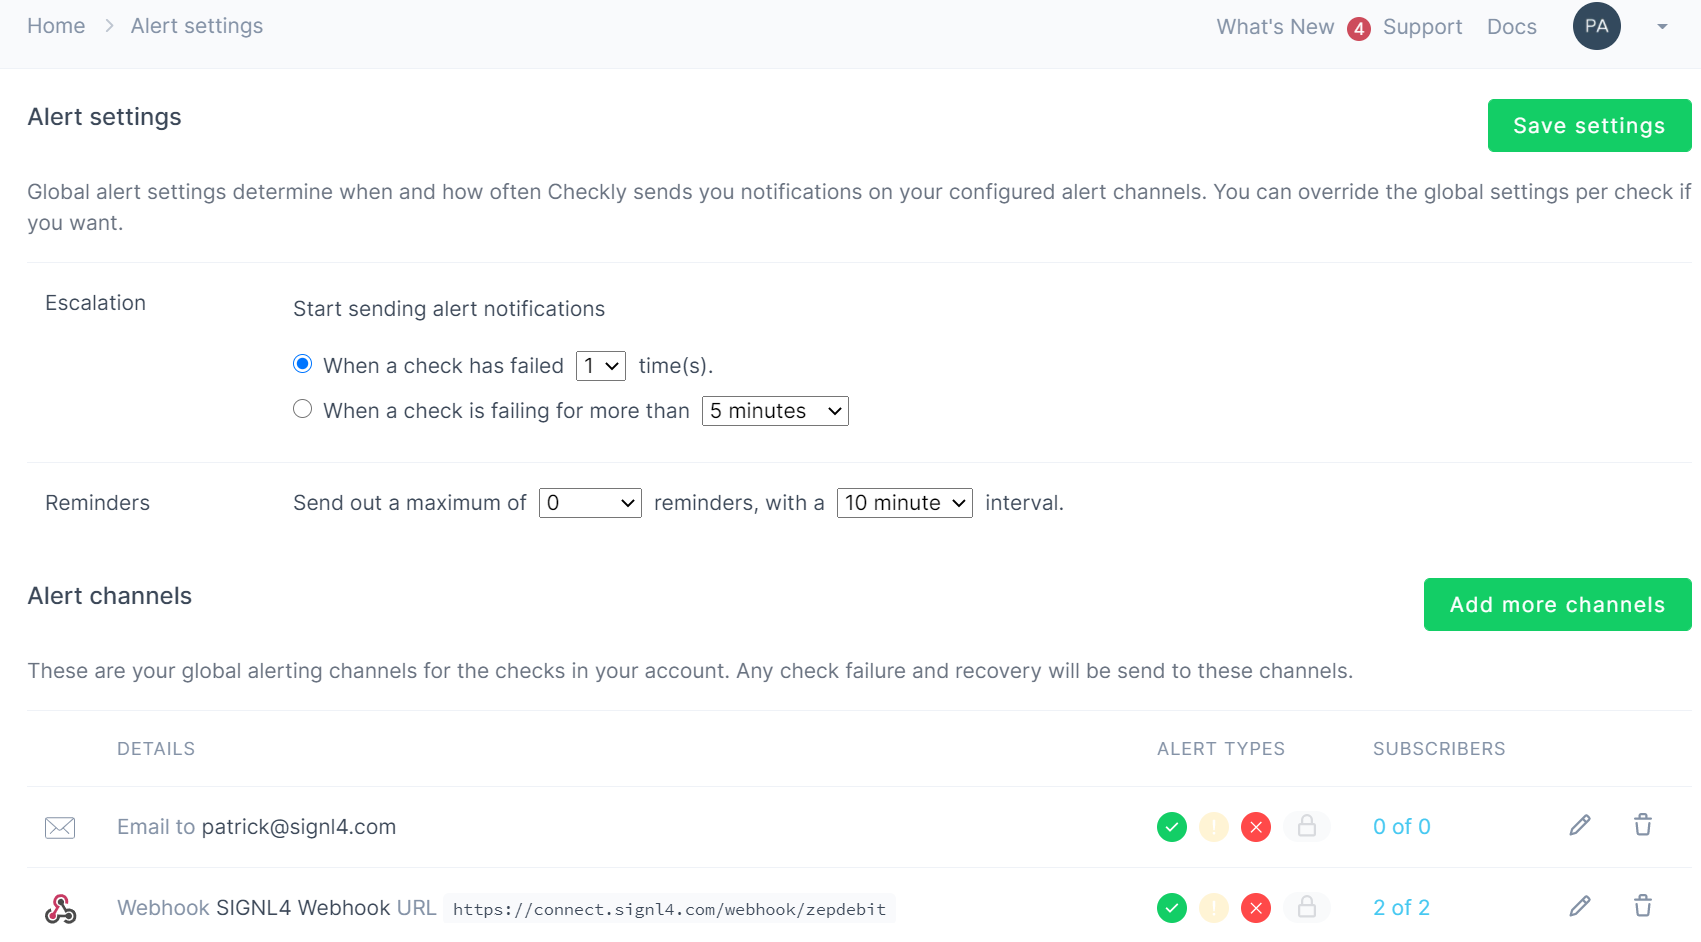 Home > Alert settings What's New 4 Support Docs PA
Alert settings
Save settings
Global alert settings determine when and how often Checkly sends you notifications on your configured alert channels. You can override the global settings per check if
you want.
Escalation
Start sending alert notifications
When a check has failed 1 time(s).
When a check is failing for more than 5 minutes
Reminders Send out a maximum of 0 reminders, with a 10 minute interval.
Alert channels
Add more channels
These are your global alerting channels for the checks in your account. Any check failure and recovery will be send to these channels.
DETAILS ALERT TYPES SUBSCRIBERS
Email to patrick@signl4.com 0 of 0
Webhook SIGNL4 Webhook URL https://connect.signl4.com/webhook/zepdebit 2 of 2